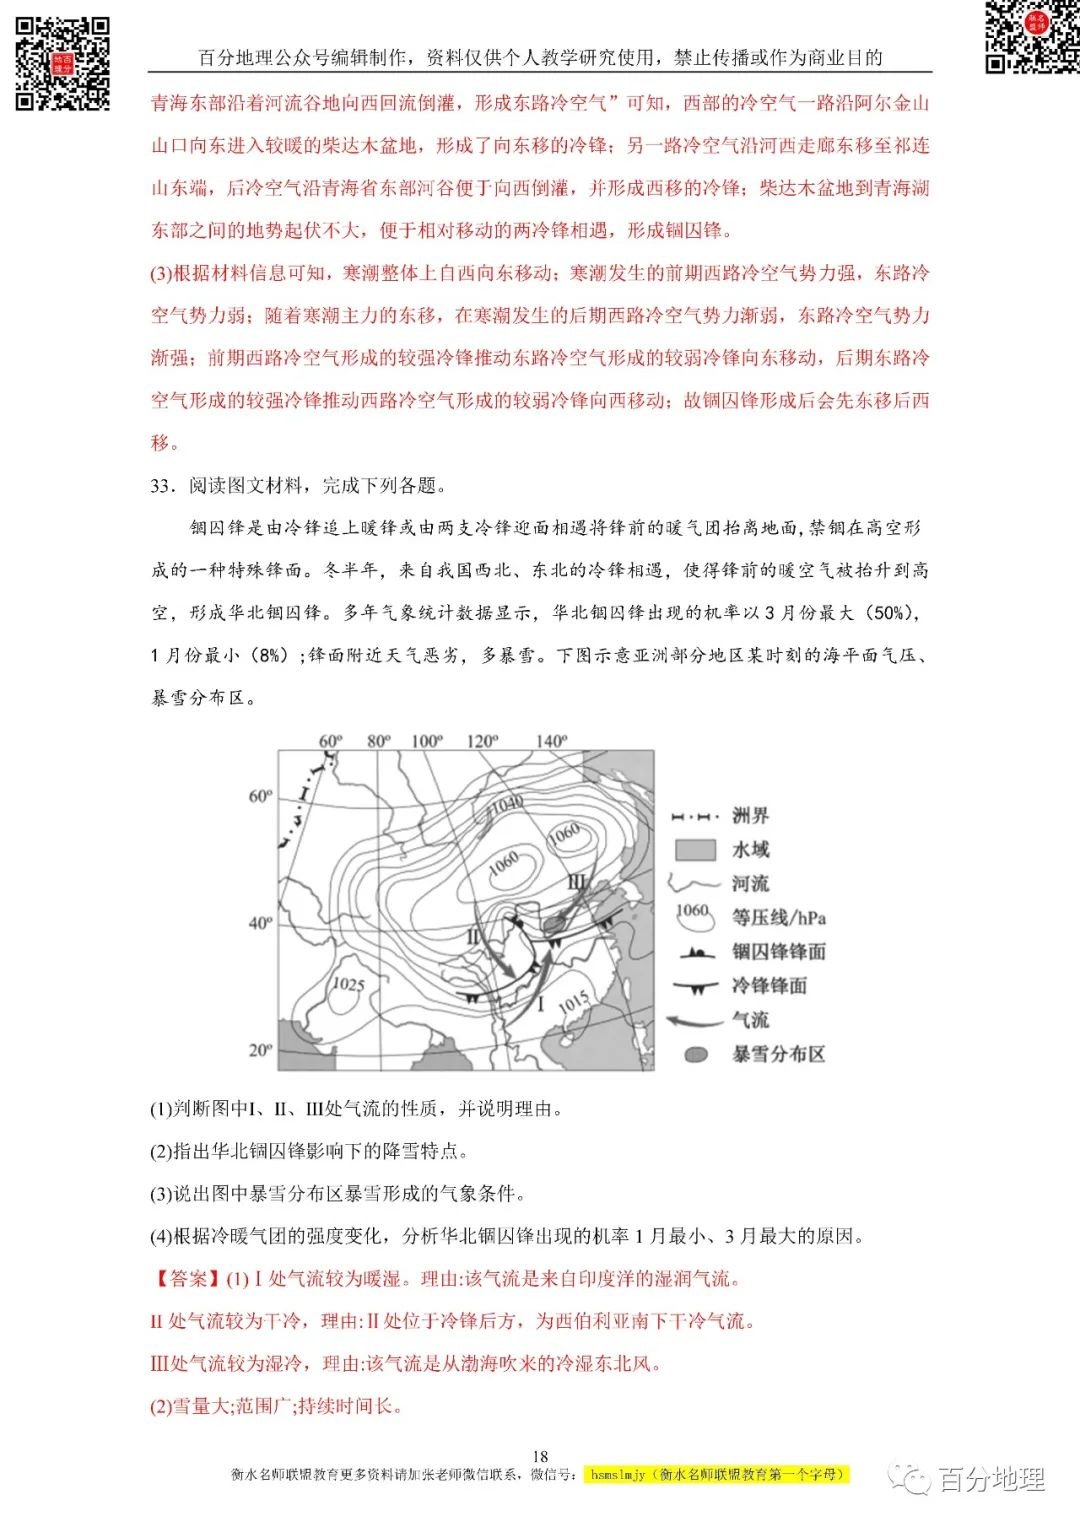 百分地理公众号编辑制作，资料仅供个人教学研究使用，禁止传播或作为商业目的
地百
理分
联名
盟师
青海东部沿着河流谷地向西回流倒灌，形成东路冷空气”可知，西部的冷空气一路沿阿尔金山
山口向东进入较暖的柴达木盆地，形成了向东移的冷锋；另一路冷空气沿河西走廊东移至祁连
山东端，后冷空气沿青海省东部河谷便于向西倒灌，并形成西移的冷锋；柴达木盆地到青海湖
东部之间的地势起伏不大，便于相对移动的两冷锋相遇，形成锢囚锋。
(3)根据材料信息可知，寒潮整体上自西向东移动；寒潮发生的前期西路冷空气势力强，东路冷
空气势力弱；随着寒潮主力的东移，在寒潮发生的后期西路冷空气势力渐弱，东路冷空气势力
渐强；前期西路冷空气形成的较强冷锋推动东路冷空气形成的较弱冷锋向东移动，后期东路冷
空气形成的较强冷锋推动西路冷空气形成的较弱冷锋向西移动；故锢囚锋形成后会先东移后西
移。
33．阅读图文材料，完成下列各题。
锢囚锋是由冷锋追上暖锋或由两支冷锋迎面相遇将锋前的暖气团抬离地面,禁锢在高空形
成的一种特殊锋面。冬半年，来自我国西北、东北的冷锋相遇，使得锋前的暖空气被抬升到高
空，形成华北锢囚锋。多年气象统计数据显示，华北锢囚锋出现的机率以3月份最大（50%），
1月份最小（8%）;锋面附近天气恶劣，多暴雪。下图示意亚洲部分地区某时刻的海平面气压、
暴雪分布区。
60° 80° 100° 120° 140°
60°
40°
20°
1040
1060
1060
III
II
I
1025
1015
洲界
水域
河流
1060 等压线/hPa
锢囚锋锋面
冷锋锋面
气流
暴雪分布区
(1)判断图中Ⅰ、Ⅱ、Ⅲ处气流的性质，并说明理由。
(2)指出华北锢囚锋影响下的降雪特点。
(3)说出图中暴雪分布区暴雪形成的气象条件。
(4)根据冷暖气团的强度变化，分析华北锢囚锋出现的机率1月最小、3月最大的原因。
【答案】(1)Ⅰ处气流较为暖湿。理由:该气流是来自印度洋的湿润气流。
II 处气流较为干冷，理由:Ⅱ处位于冷锋后方，为西伯利亚南下干冷气流。
Ⅲ处气流较为湿冷，理由:该气流是从渤海吹来的冷湿东北风。
(2)雪量大;范围广;持续时间长。
18
衡水名师联盟教育更多资料请加张老师微信联系，微信号： hsmslmjy（衡水名师联盟教育第一个字母）
百分地理